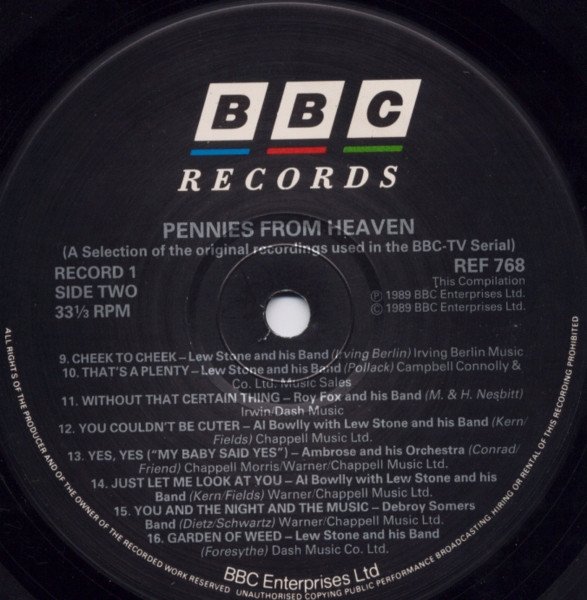 BBC
RECORDS
PENNIES FROM HEAVEN
(A Selection of the original recordings used in the BBC-TV Serial)
RECORD 1
SIDE TWO
33⅓ RPM
REF 768
This Compilation
Ⓟ 1989 BBC Enterprises Ltd.
© 1989 BBC Enterprises Ltd.
9. CHEEK TO CHEEK – Lew Stone and his Band (Irving Berlin) Irving Berlin Music
10. THAT'S A PLENTY – Lew Stone and his Band (Pollack) Campbell Connolly &
Co. Ltd. Music Sales
11. WITHOUT THAT CERTAIN THING – Roy Fox and his Band (M. & H. Nesbitt)
Irwin/Dash Music
12. YOU COULDN'T BE CUTER – Al Bowlly with Lew Stone and his Band (Kern/
Fields) Chappell Music Ltd.
13. YES, YES ("MY BABY SAID YES") – Ambrose and his Orchestra (Conrad/
Friend) Chappell Morris/Warner/Chappell Music Ltd.
14. JUST LET ME LOOK AT YOU – Al Bowlly with Lew Stone and his
Band (Kern/Fields) Warner/Chappell Music Ltd.
15. YOU AND THE NIGHT AND THE MUSIC – Debroy Somers
Band (Dietz/Schwartz) Warner/Chappell Music Ltd.
16. GARDEN OF WEED – Lew Stone and his Band
(Foresythe) Dash Music Co. Ltd.
BBC Enterprises Ltd
ALL RIGHTS OF THE PRODUCER AND OF THE OWNER OF THE RECORDED WORK RESERVED UNAUTHORISED COPYING PUBLIC PERFORMANCE BROADCASTING HIRING OR RENTAL OF THIS RECORDING PROHIBITED